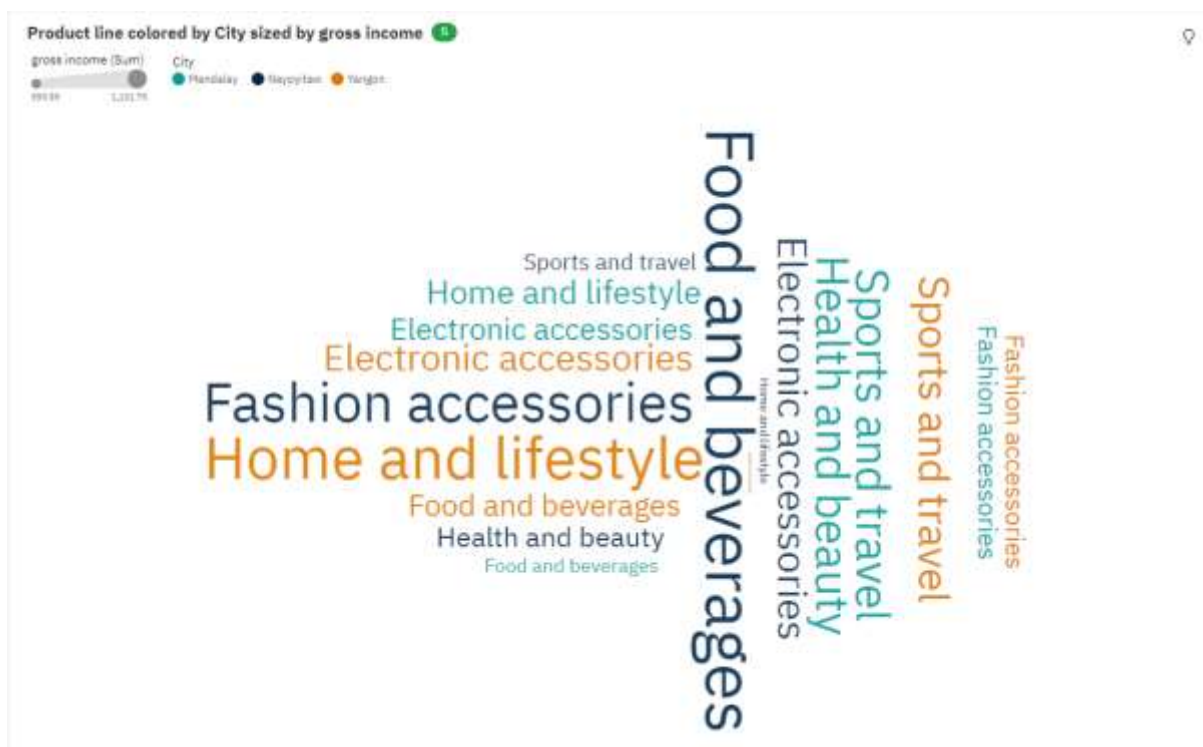 Product line colored by City sized by gross income
gross income (Sum)
City
Mandalay
Naypyitaw
Yangon
Food and beverages
Sports and travel
Home and lifestyle
Electronic accessories
Electronic accessories
Fashion accessories
Home and lifestyle
Food and beverages
Health and beauty
Food and beverages
Home and lifestyle
Electronic accessories
Health and beauty
Sports and travel
Sports and travel
Fashion accessories
Fashion accessories